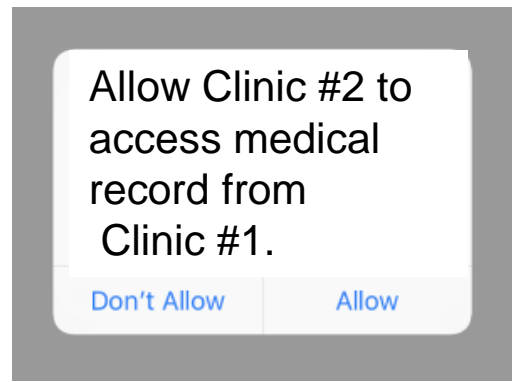 Allow Clinic #2 to
access medical
record from
Clinic #1.
Don't Allow Allow